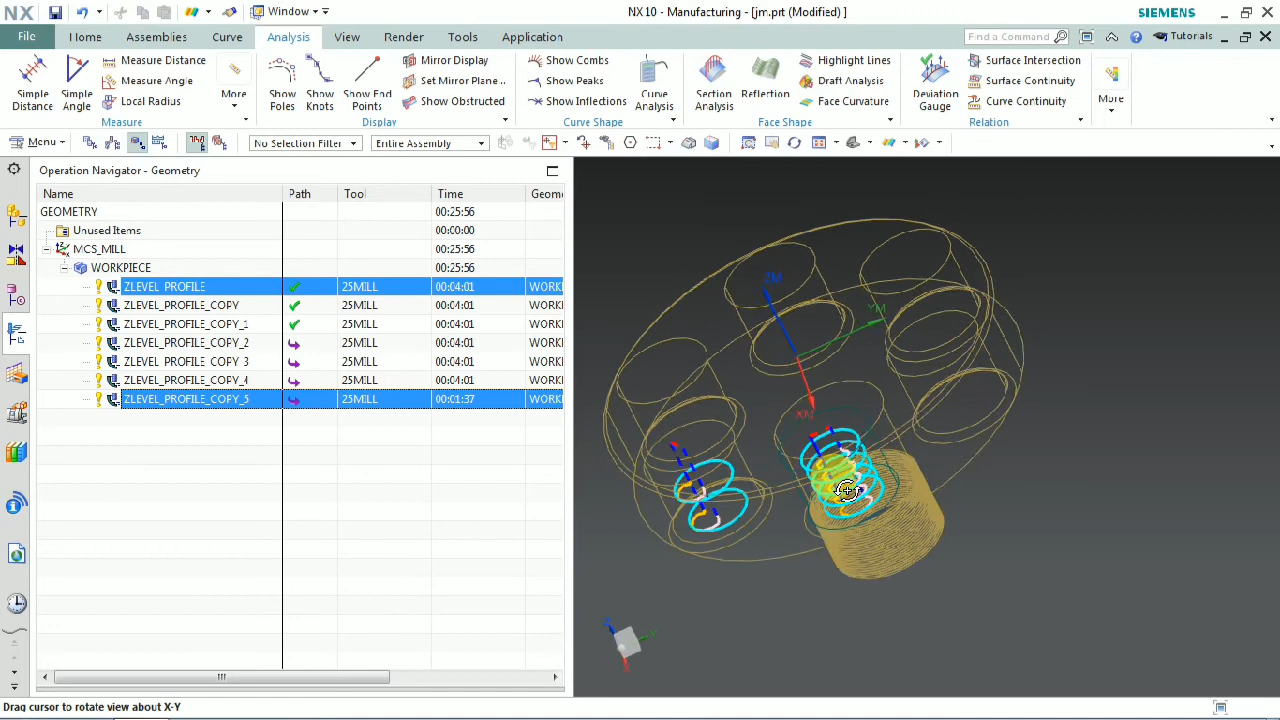 NX Window NX 10 - Manufacturing - [jm.prt (Modified) ] SIEMENS
File Home Assemblies Curve Analysis View Render Tools Application Find a Command Tutorials
Simple Distance Simple Angle Measure Distance Measure Angle Local Radius More Measure
Show Poles Show Knots Show End Points Mirror Display Set Mirror Plane... Show Obstructed Display
Show Combs Show Peaks Show Inflections Curve Analysis Curve Shape
Section Analysis Reflection Highlight Lines Draft Analysis Face Curvature Face Shape
Deviation Gauge Surface Intersection Surface Continuity Curve Continuity Relation More
Menu No Selection Filter Entire Assembly
Operation Navigator - Geometry
Name Path Tool Time Geom
GEOMETRY 00:25:56
Unused Items 00:00:00
MCS_MILL 00:25:56
WORKPIECE 00:25:56
ZLEVEL_PROFILE 25MILL 00:04:01 WORKI
ZLEVEL_PROFILE_COPY 25MILL 00:04:01 WORKI
ZLEVEL_PROFILE_COPY_1 25MILL 00:04:01 WORKI
ZLEVEL_PROFILE_COPY_2 25MILL 00:04:01 WORKI
ZLEVEL_PROFILE_COPY_3 25MILL 00:04:01 WORKI
ZLEVEL_PROFILE_COPY_4 25MILL 00:04:01 WORKI
ZLEVEL_PROFILE_COPY_5 25MILL 00:01:37 WORKI
ZM
YM
XM
Drag cursor to rotate view about X-Y